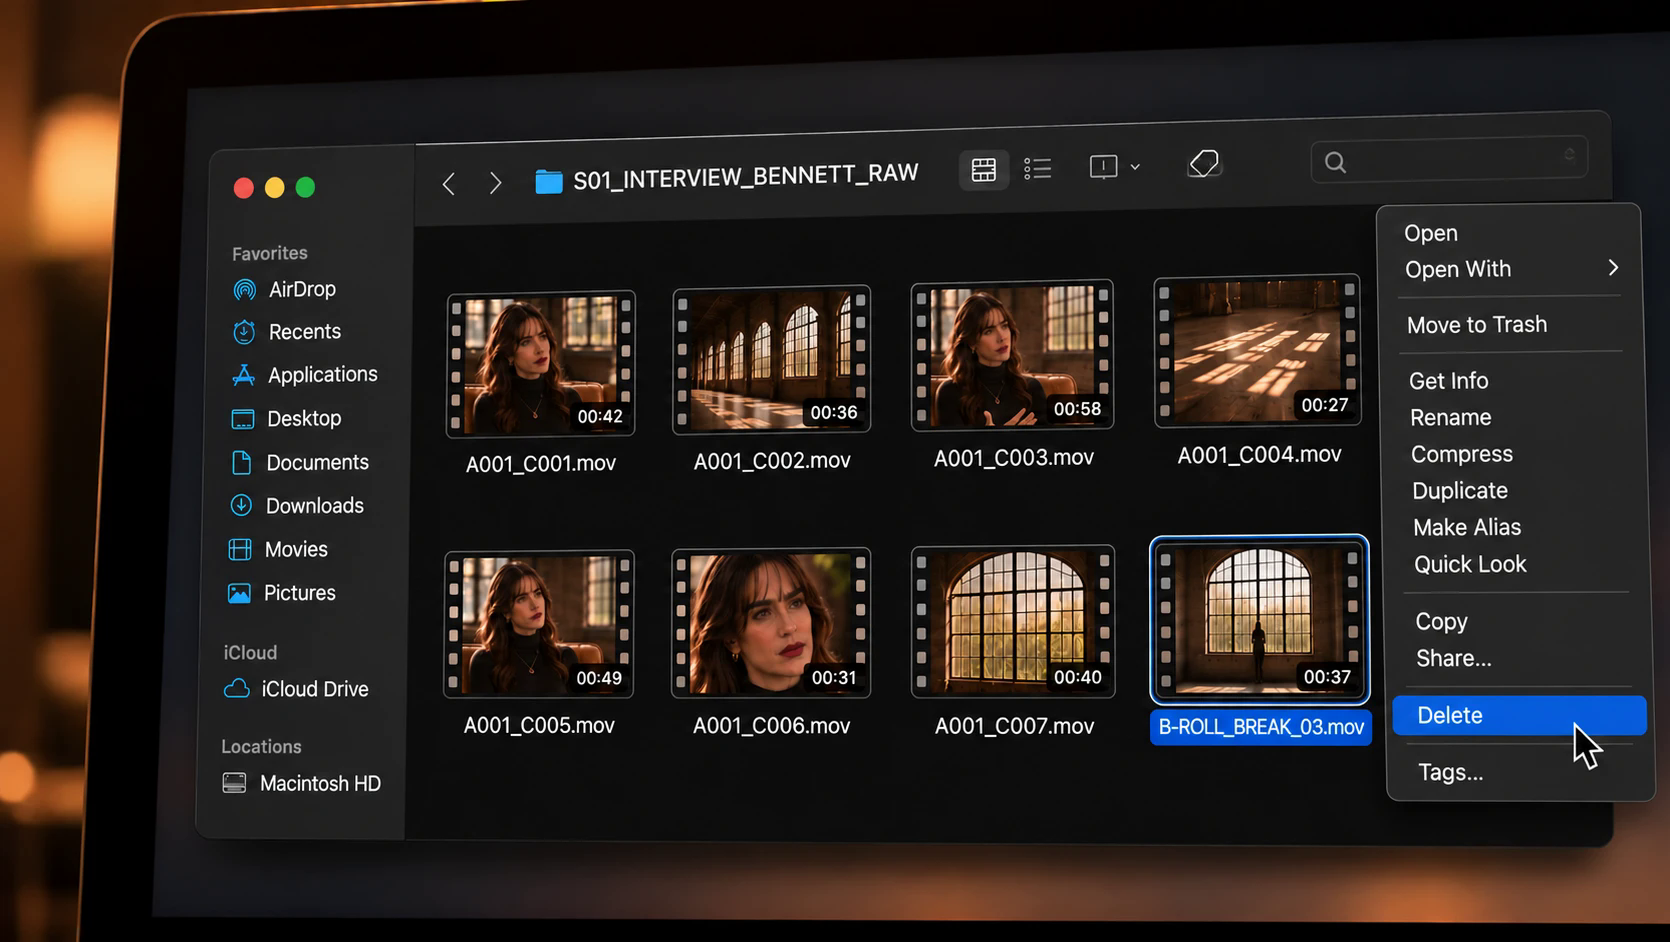 S01_INTERVIEW_BENNETT_RAW
Favorites
AirDrop
Recents
Applications
Desktop
Documents
Downloads
Movies
Pictures
iCloud
iCloud Drive
Locations
Macintosh HD
00:42
00:36
00:58
00:27
A001_C001.mov
A001_C002.mov
A001_C003.mov
A001_C004.mov
00:49
00:31
00:40
00:37
A001_C005.mov
A001_C006.mov
A001_C007.mov
B-ROLL_BREAK_03.mov
Open
Open With
Move to Trash
Get Info
Rename
Compress
Duplicate
Make Alias
Quick Look
Copy
Share...
Delete
Tags...